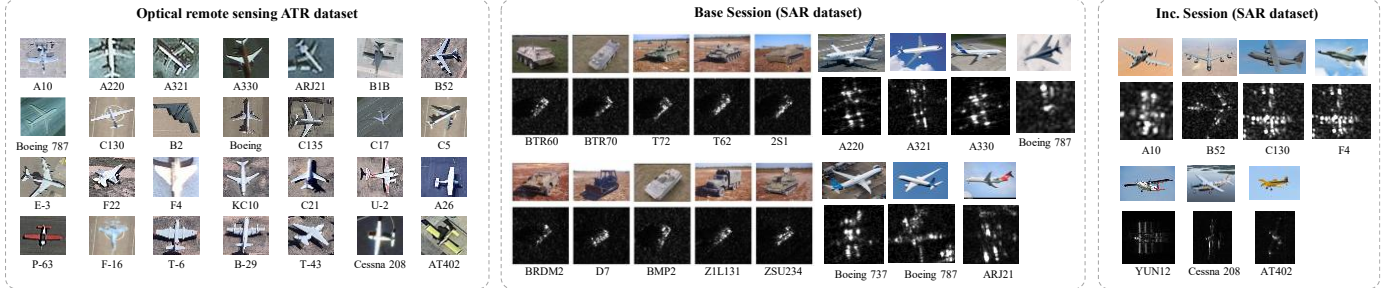 Optical remote sensing ATR dataset
A10 A220 A321 A330 ARJ21 B1B B52
Boeing 787 C130 B2 Boeing C135 C17 C5
E-3 F22 F4 KC10 C21 U-2 A26
P-63 F-16 T-6 B-29 T-43 Cessna 208 AT402
Base Session (SAR dataset)
BTR60 BTR70 T72 T62 2S1 A220 A321 A330 Boeing 787
BRDM2 D7 BMP2 Z1L131 ZSU234 Boeing 737 Boeing 787 ARJ21
Inc. Session (SAR dataset)
A10 B52 C130 F4
YUN12 Cessna 208 AT402